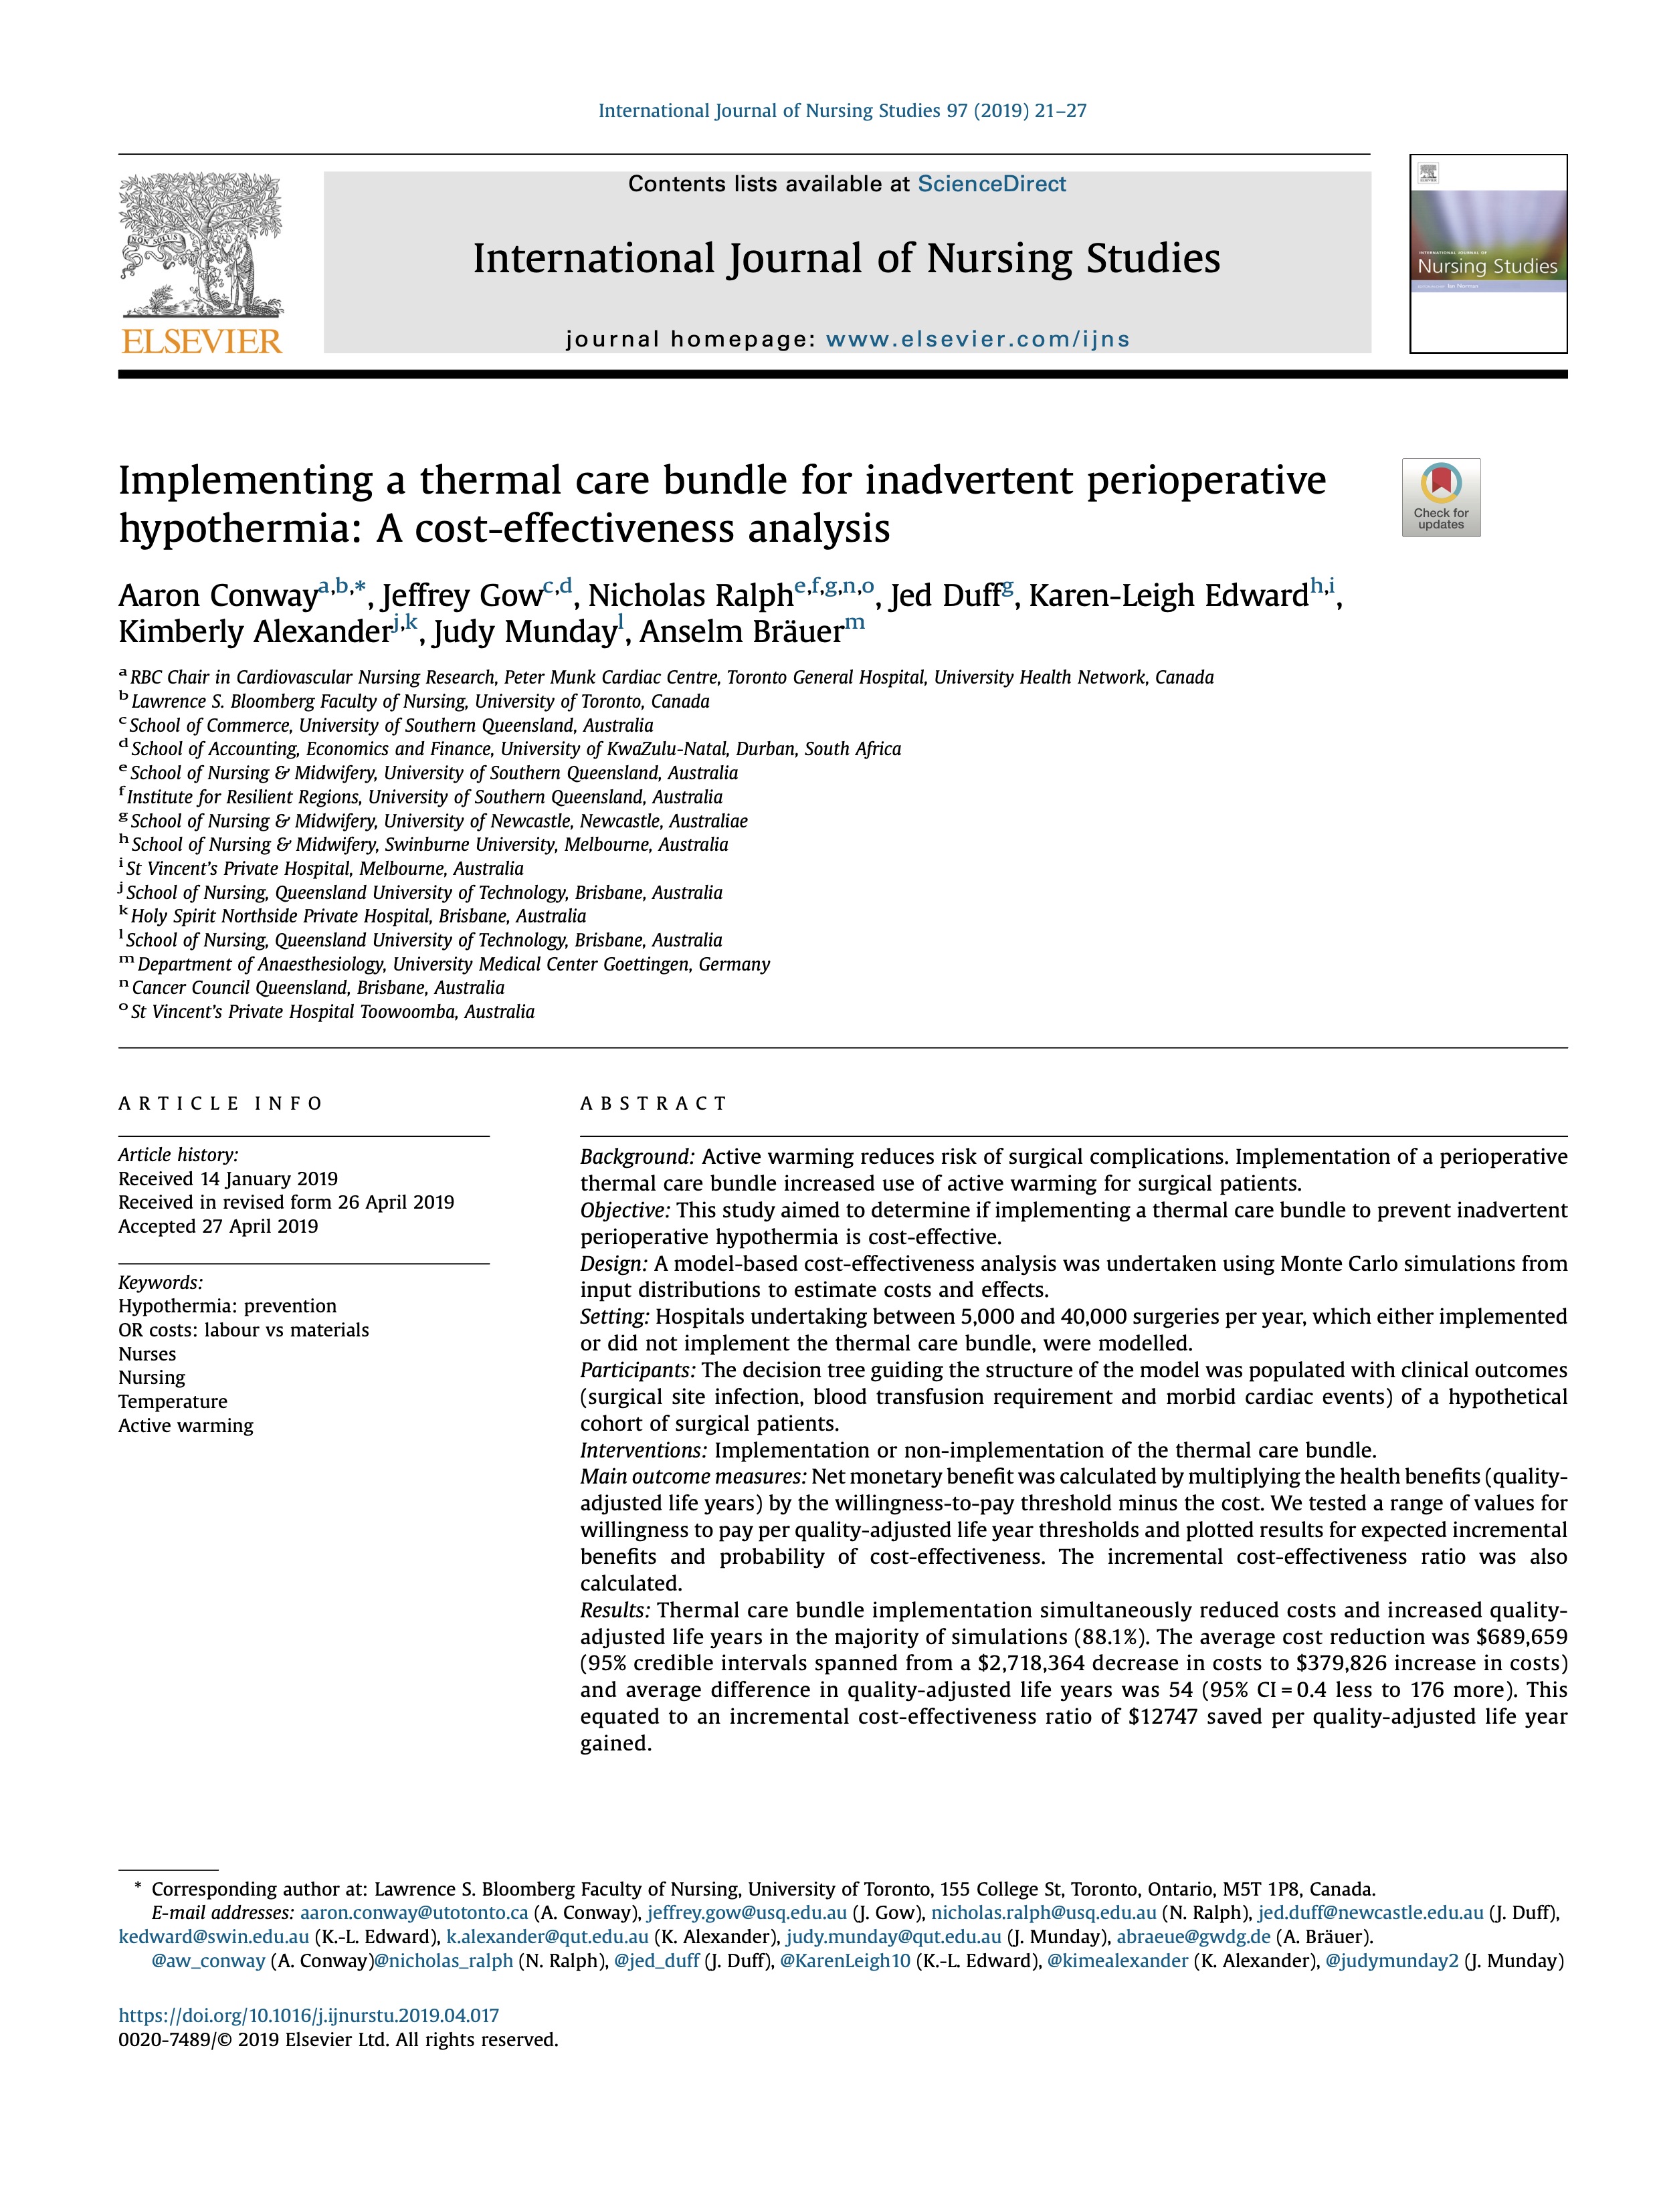 International Journal of Nursing Studies 97 (2019) 21–27
Contents lists available at ScienceDirect
International Journal of Nursing Studies
journal homepage: www.elsevier.com/ijns
NON SOLUS
ELSEVIER
INTERNATIONAL JOURNAL OF
Nursing Studies
Ian Norman
Implementing a thermal care bundle for inadvertent perioperative
hypothermia: A cost-effectiveness analysis
Check for
updates
Aaron Conway a,b,*, Jeffrey Gow c,d, Nicholas Ralph e,f,g,n,o, Jed Duff g, Karen-Leigh Edward h,i,
Kimberly Alexander j,k, Judy Munday l, Anselm Bräuer m
a RBC Chair in Cardiovascular Nursing Research, Peter Munk Cardiac Centre, Toronto General Hospital, University Health Network, Canada
b Lawrence S. Bloomberg Faculty of Nursing, University of Toronto, Canada
c School of Commerce, University of Southern Queensland, Australia
d School of Accounting, Economics and Finance, University of KwaZulu-Natal, Durban, South Africa
e School of Nursing & Midwifery, University of Southern Queensland, Australia
f Institute for Resilient Regions, University of Southern Queensland, Australia
g School of Nursing & Midwifery, University of Newcastle, Newcastle, Australiae
h School of Nursing & Midwifery, Swinburne University, Melbourne, Australia
i St Vincent's Private Hospital, Melbourne, Australia
j School of Nursing, Queensland University of Technology, Brisbane, Australia
k Holy Spirit Northside Private Hospital, Brisbane, Australia
l School of Nursing, Queensland University of Technology, Brisbane, Australia
m Department of Anaesthesiology, University Medical Center Goettingen, Germany
n Cancer Council Queensland, Brisbane, Australia
o St Vincent's Private Hospital Toowoomba, Australia
ARTICLE INFO
Article history:
Received 14 January 2019
Received in revised form 26 April 2019
Accepted 27 April 2019
Keywords:
Hypothermia: prevention
OR costs: labour vs materials
Nurses
Nursing
Temperature
Active warming
ABSTRACT
Background: Active warming reduces risk of surgical complications. Implementation of a perioperative
thermal care bundle increased use of active warming for surgical patients.
Objective: This study aimed to determine if implementing a thermal care bundle to prevent inadvertent
perioperative hypothermia is cost-effective.
Design: A model-based cost-effectiveness analysis was undertaken using Monte Carlo simulations from
input distributions to estimate costs and effects.
Setting: Hospitals undertaking between 5,000 and 40,000 surgeries per year, which either implemented
or did not implement the thermal care bundle, were modelled.
Participants: The decision tree guiding the structure of the model was populated with clinical outcomes
(surgical site infection, blood transfusion requirement and morbid cardiac events) of a hypothetical
cohort of surgical patients.
Interventions: Implementation or non-implementation of the thermal care bundle.
Main outcome measures: Net monetary benefit was calculated by multiplying the health benefits (quality-
adjusted life years) by the willingness-to-pay threshold minus the cost. We tested a range of values for
willingness to pay per quality-adjusted life year thresholds and plotted results for expected incremental
benefits and probability of cost-effectiveness. The incremental cost-effectiveness ratio was also
calculated.
Results: Thermal care bundle implementation simultaneously reduced costs and increased quality-
adjusted life years in the majority of simulations (88.1%). The average cost reduction was $689,659
(95% credible intervals spanned from a $2,718,364 decrease in costs to $379,826 increase in costs)
and average difference in quality-adjusted life years was 54 (95% CI = 0.4 less to 176 more). This
equated to an incremental cost-effectiveness ratio of $12747 saved per quality-adjusted life year
gained.
* Corresponding author at: Lawrence S. Bloomberg Faculty of Nursing, University of Toronto, 155 College St, Toronto, Ontario, M5T 1P8, Canada.
E-mail addresses: aaron.conway@utotonto.ca (A. Conway), jeffrey.gow@usq.edu.au (J. Gow), nicholas.ralph@usq.edu.au (N. Ralph), jed.duff@newcastle.edu.au (J. Duff),
kedward@swin.edu.au (K.-L. Edward), k.alexander@qut.edu.au (K. Alexander), judy.munday@qut.edu.au (J. Munday), abraeue@gwdg.de (A. Bräuer).
@aw_conway (A. Conway)@nicholas_ralph (N. Ralph), @jed_duff (J. Duff), @KarenLeigh10 (K.-L. Edward), @kimealexander (K. Alexander), @judymunday2 (J. Munday)
https://doi.org/10.1016/j.ijnurstu.2019.04.017
0020-7489/© 2019 Elsevier Ltd. All rights reserved.